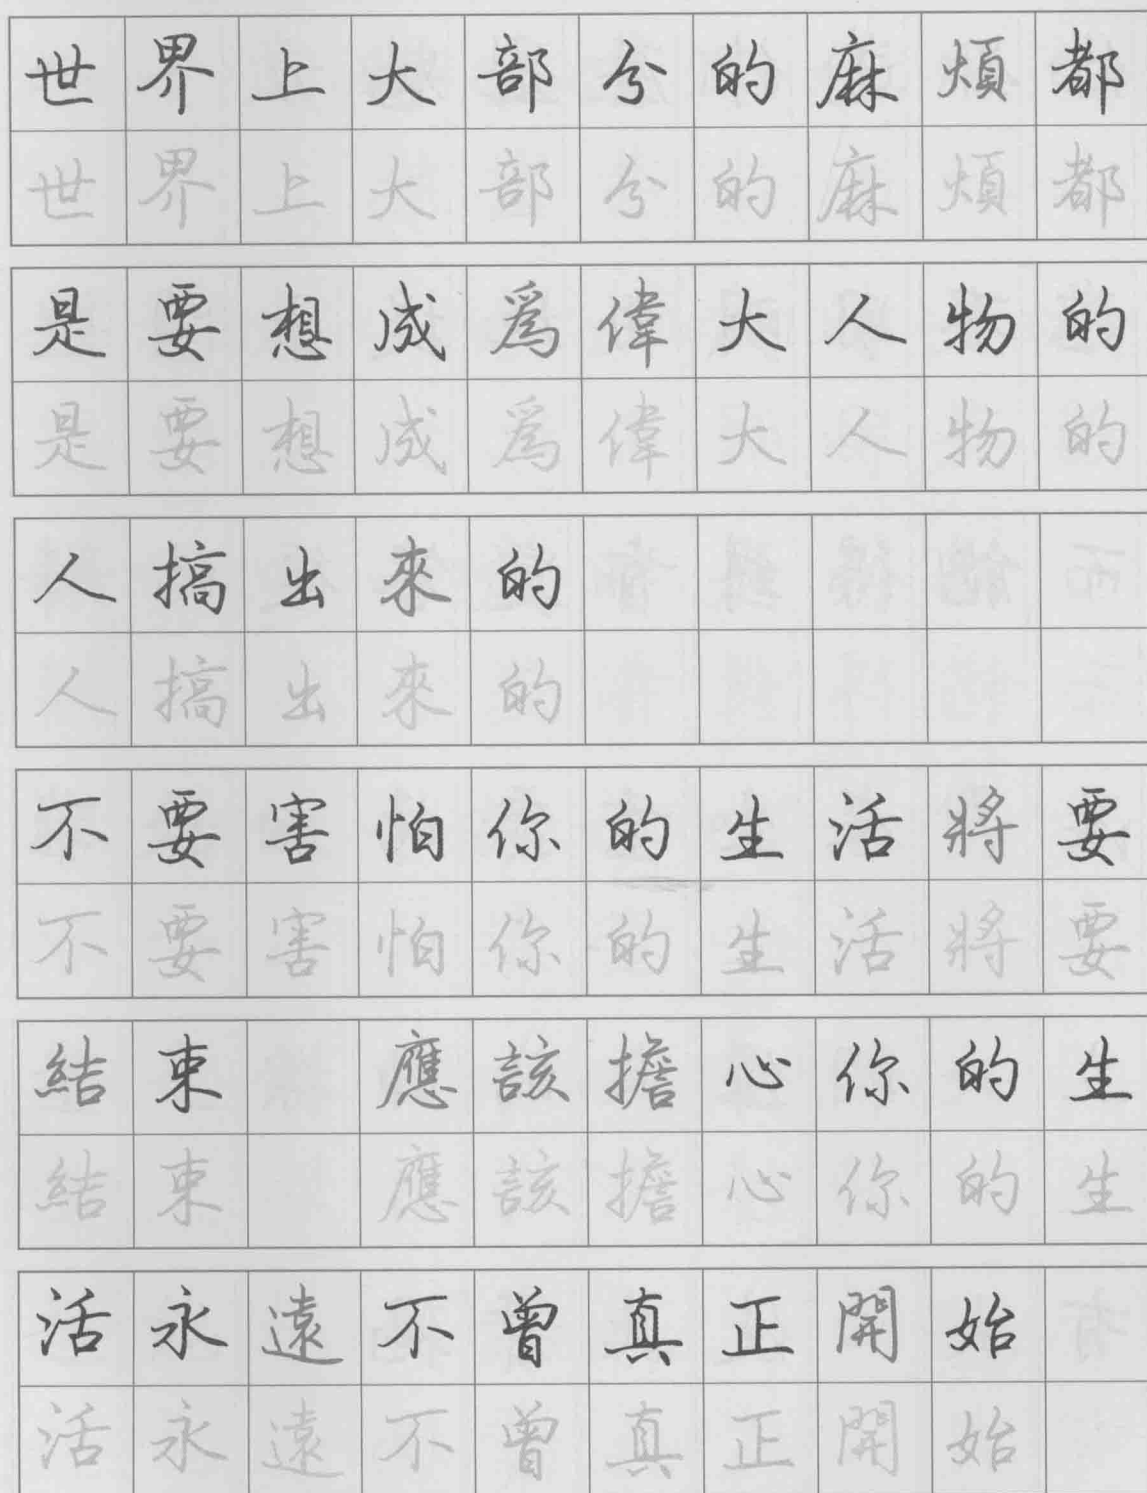 世界上大部分的麻煩都
世界上大部分的麻煩都
是要想成爲偉大人物的
是要想成爲偉大人物的
人搞出來的
人搞出來的
不要害怕你的生活將要
不要害怕你的生活將要
結束 應該擔心你的生
結束 應該擔心你的生
活永遠不曾真正開始
活永遠不曾真正開始